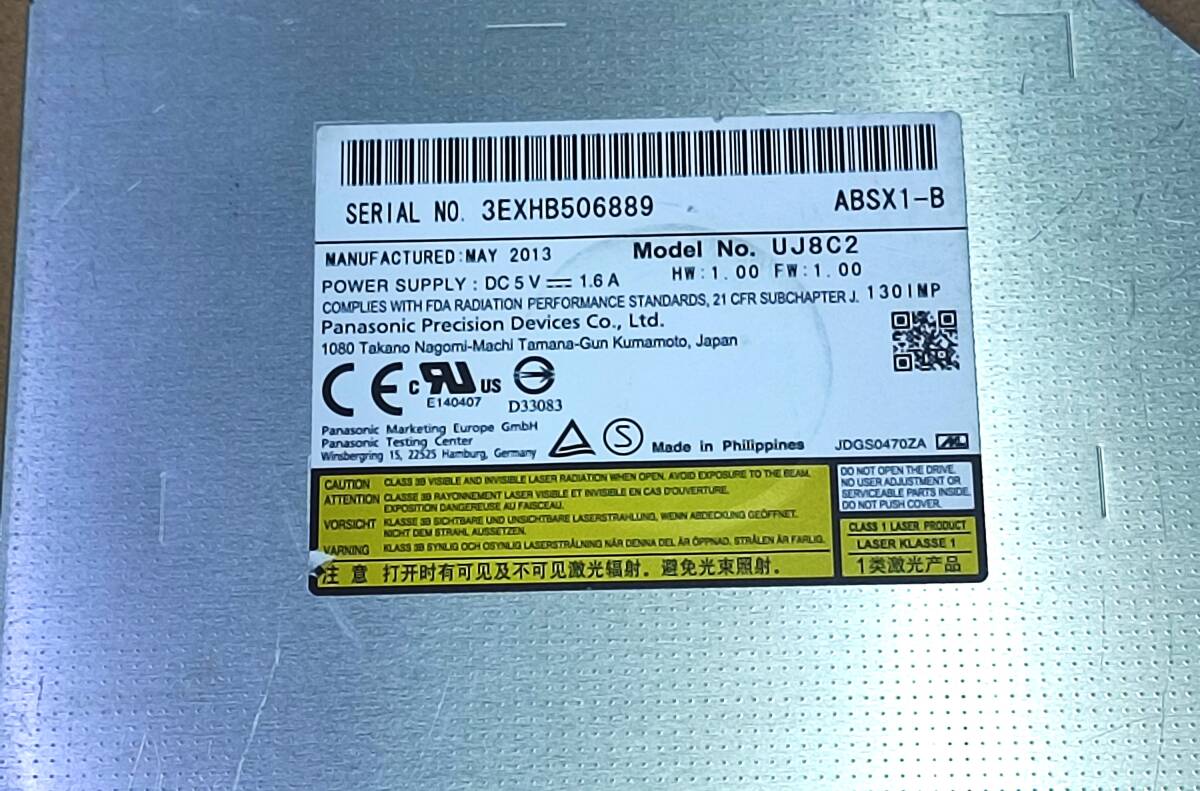 SERIAL NO. 3EXHB506889 ABSX1-B
MANUFACTURED:MAY 2013 Model No. UJ8C2
POWER SUPPLY : DC 5 V ⎓ 1.6 A HW:1.00 FW:1.00
COMPLIES WITH FDA RADIATION PERFORMANCE STANDARDS, 21 CFR SUBCHAPTER J. 130IMP
Panasonic Precision Devices Co., Ltd.
1080 Takano Nagomi-Machi Tamana-Gun Kumamoto, Japan
CE c RU US
E140407 D33083
Panasonic Marketing Europe GmbH
Panasonic Testing Center
Winsbergring 15, 22525 Hamburg, Germany
S Made in Philippines JDGS0470ZA
CAUTION CLASS 3B VISIBLE AND INVISIBLE LASER RADIATION WHEN OPEN. AVOID EXPOSURE TO THE BEAM.
ATTENTION CLASSE 3B RAYONNEMENT LASER VISIBLE ET INVISIBLE EN CAS D'OUVERTURE.
EXPOSITION DANGEREUSE AU FAISCEAU.
VORSICHT KLASSE 3B SICHTBARE UND UNSICHTBARE LASERSTRAHLUNG, WENN ABDECKUNG GEÖFFNET.
NICHT DEM STRAHL AUSSETZEN.
VARNING KLASS 3B SYNLIG OCH OSYNLIG LASERSTRÅLNING NÄR DENNA DEL ÄR ÖPPNAD. STRÅLEN ÄR FARLIG.
注 意 打开时有可见及不可见激光辐射. 避免光束照射.
DO NOT OPEN THE DRIVE.
NO USER ADJUSTMENT OR
SERVICEABLE PARTS INSIDE.
DO NOT PUSH COVER.
CLASS 1 LASER PRODUCT
LASER KLASSE 1
1类激光产品